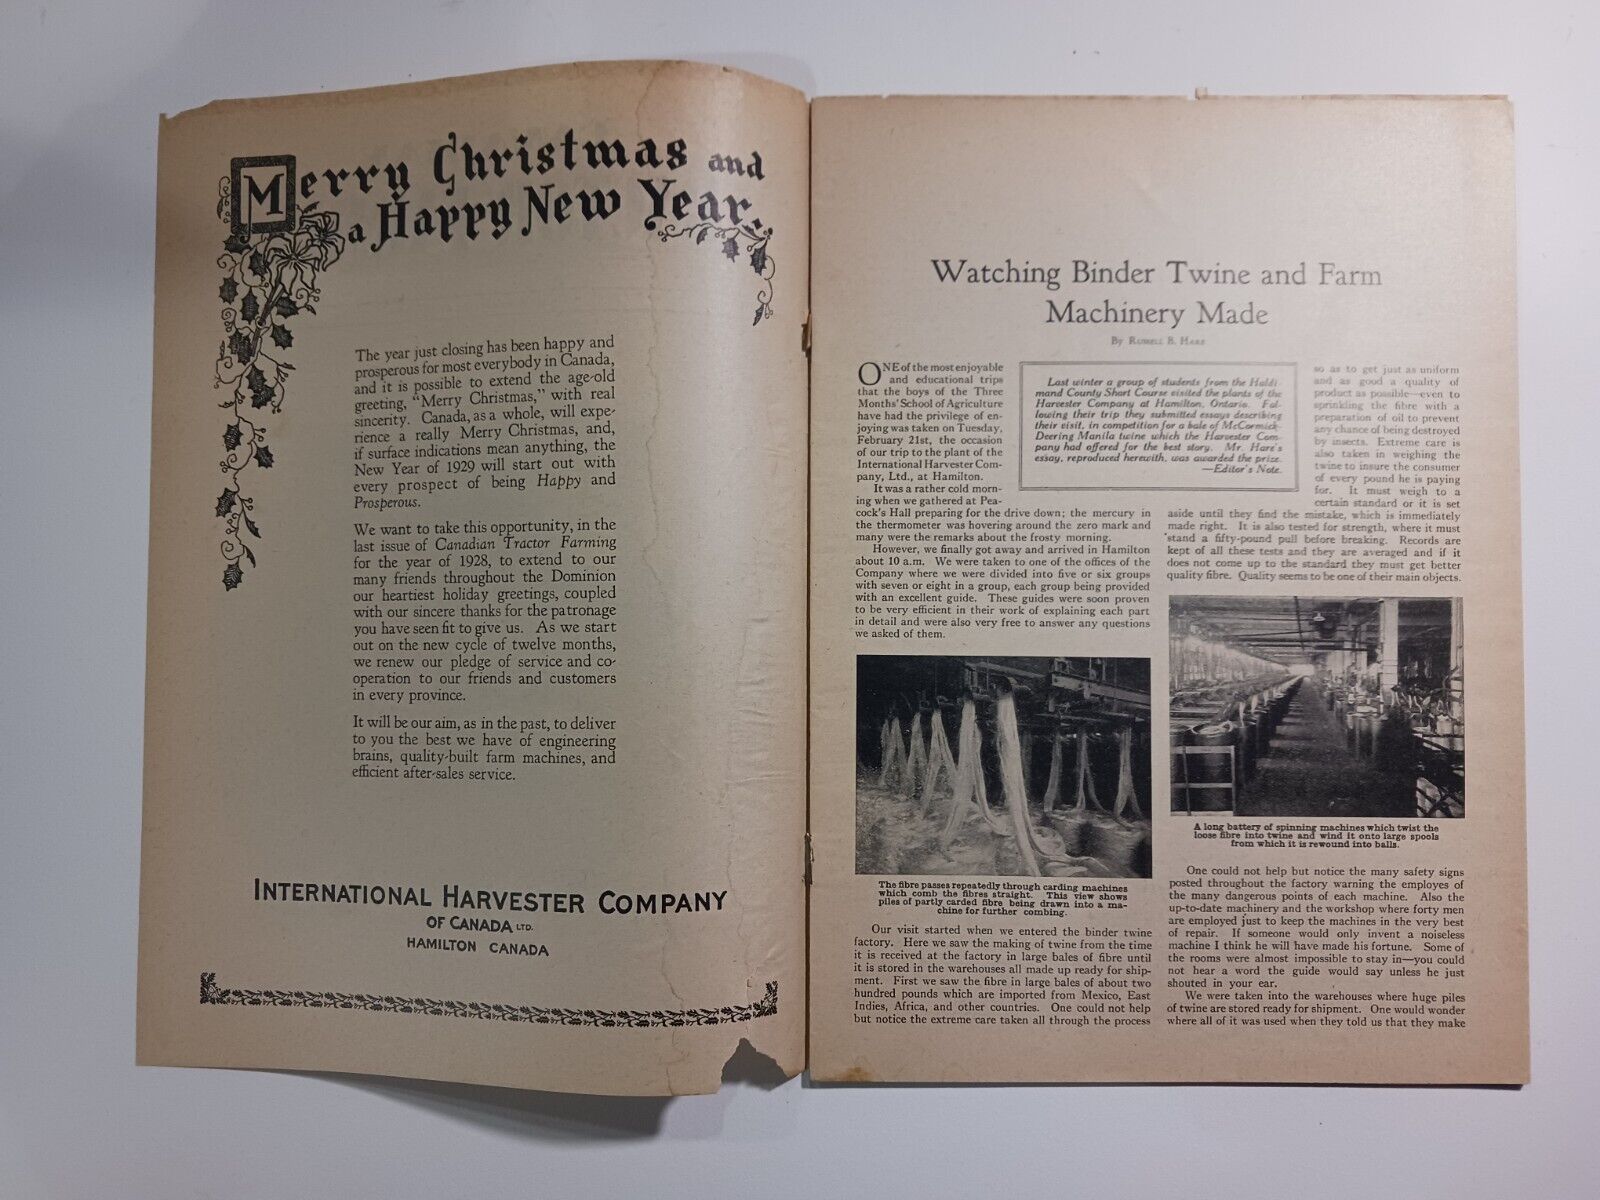 Merry Christmas and
a Happy New Year.
The year just closing has been happy and
prosperous for most everybody in Canada,
and it is possible to extend the age-old
greeting, "Merry Christmas," with real
sincerity. Canada, as a whole, will expe-
rience a really Merry Christmas, and,
if surface indications mean anything, the
New Year of 1929 will start out with
every prospect of being Happy and
Prosperous.
We want to take this opportunity, in the
last issue of Canadian Tractor Farming
for the year of 1928, to extend to our
many friends throughout the Dominion
our heartiest holiday greetings, coupled
with our sincere thanks for the patronage
you have seen fit to give us. As we start
out on the new cycle of twelve months,
we renew our pledge of service and co-
operation to our friends and customers
in every province.
It will be our aim, as in the past, to deliver
to you the best we have of engineering
brains, quality-built farm machines, and
efficient after-sales service.
INTERNATIONAL HARVESTER COMPANY
OF CANADA LTD.
HAMILTON CANADA
Watching Binder Twine and Farm
Machinery Made
By RUSSELL B. HARE
ONE of the most enjoyable
and educational trips
that the boys of the Three
Months' School of Agriculture
have had the privilege of en-
joying was taken on Tuesday,
February 21st, the occasion
of our trip to the plant of the
International Harvester Com-
pany, Ltd., at Hamilton.
It was a rather cold morn-
ing when we gathered at Pea-
cock's Hall preparing for the drive down; the mercury in
the thermometer was hovering around the zero mark and
many were the remarks about the frosty morning.
However, we finally got away and arrived in Hamilton
about 10 a.m. We were taken to one of the offices of the
Company where we were divided into five or six groups
with seven or eight in a group, each group being provided
with an excellent guide. These guides were soon proven
to be very efficient in their work of explaining each part
in detail and were also very free to answer any questions
we asked of them.
The fibre passes repeatedly through carding machines
which comb the fibres straight. This view shows
piles of partly carded fibre being drawn into a ma-
chine for further combing.
Our visit started when we entered the binder twine
factory. Here we saw the making of twine from the time
it is received at the factory in large bales of fibre until
it is stored in the warehouses all made up ready for ship-
ment. First we saw the fibre in large bales of about two
hundred pounds which are imported from Mexico, East
Indies, Africa, and other countries. One could not help
but notice the extreme care taken all through the process
Last winter a group of students from the Haldi-
mand County Short Course visited the plants of the
Harvester Company at Hamilton, Ontario. Fol-
lowing their trip they submitted essays describing
their visit, in competition for a bale of McCormick-
Deering Manila twine which the Harvester Com-
pany had offered for the best story. Mr. Hare's
essay, reproduced herewith, was awarded the prize.
—Editor's Note.
so as to get just as uniform
and as good a quality of
product as possible—even to
sprinkling the fibre with a
preparation of oil to prevent
any chance of being destroyed
by insects. Extreme care is
also taken in weighing the
twine to insure the consumer
of every pound he is paying
for. It must weigh to a
certain standard or it is set
aside until they find the mistake, which is immediately
made right. It is also tested for strength, where it must
stand a fifty-pound pull before breaking. Records are
kept of all these tests and they are averaged and if it
does not come up to the standard they must get better
quality fibre. Quality seems to be one of their main objects.
A long battery of spinning machines which twist the
loose fibre into twine and wind it onto large spools
from which it is rewound into balls.
One could not help but notice the many safety signs
posted throughout the factory warning the employes of
the many dangerous points of each machine. Also the
up-to-date machinery and the workshop where forty men
are employed just to keep the machines in the very best
of repair. If someone would only invent a noiseless
machine I think he will have made his fortune. Some of
the rooms were almost impossible to stay in—you could
not hear a word the guide would say unless he just
shouted in your ear.
We were taken into the warehouses where huge piles
of twine are stored ready for shipment. One would wonder
where all of it was used when they told us that they make